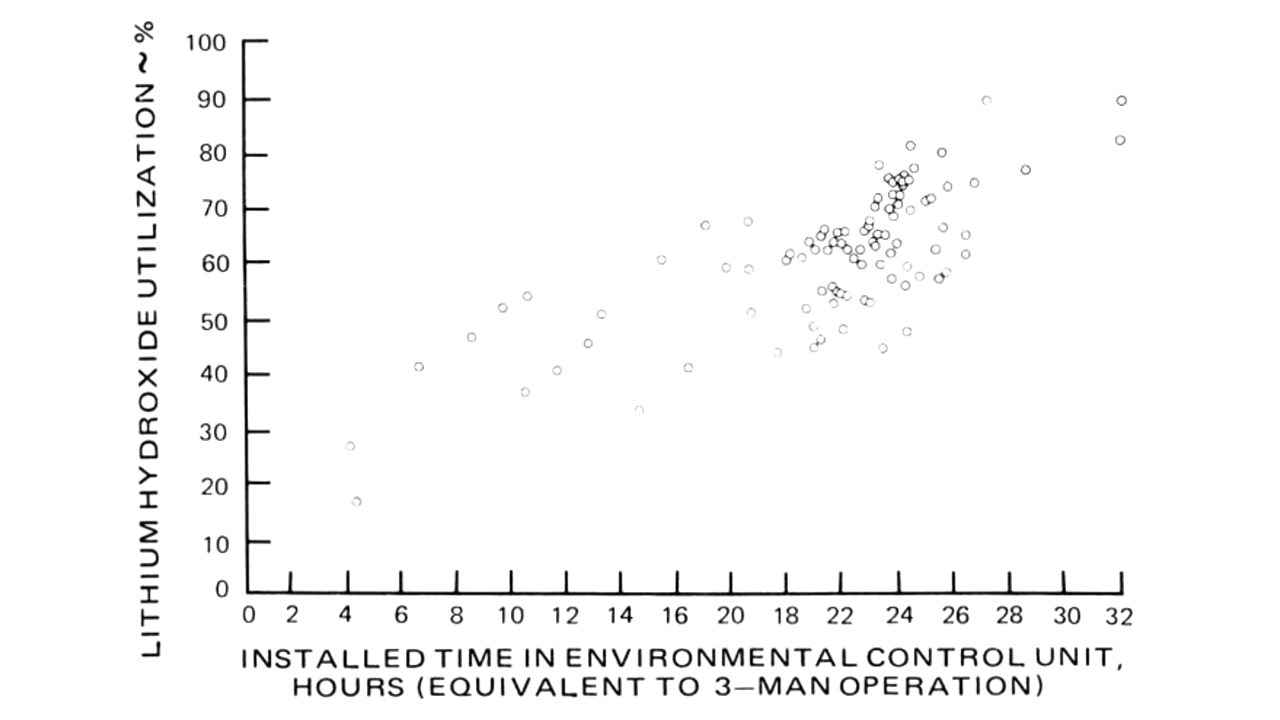 LITHIUM HYDROXIDE UTILIZATION ~ %
100
90
80
70
60
50
40
30
20
10
0
0 2 4 6 8 10 12 14 16 20 18 22 24 26 28 30 32
INSTALLED TIME IN ENVIRONMENTAL CONTROL UNIT,
HOURS (EQUIVALENT TO 3–MAN OPERATION)